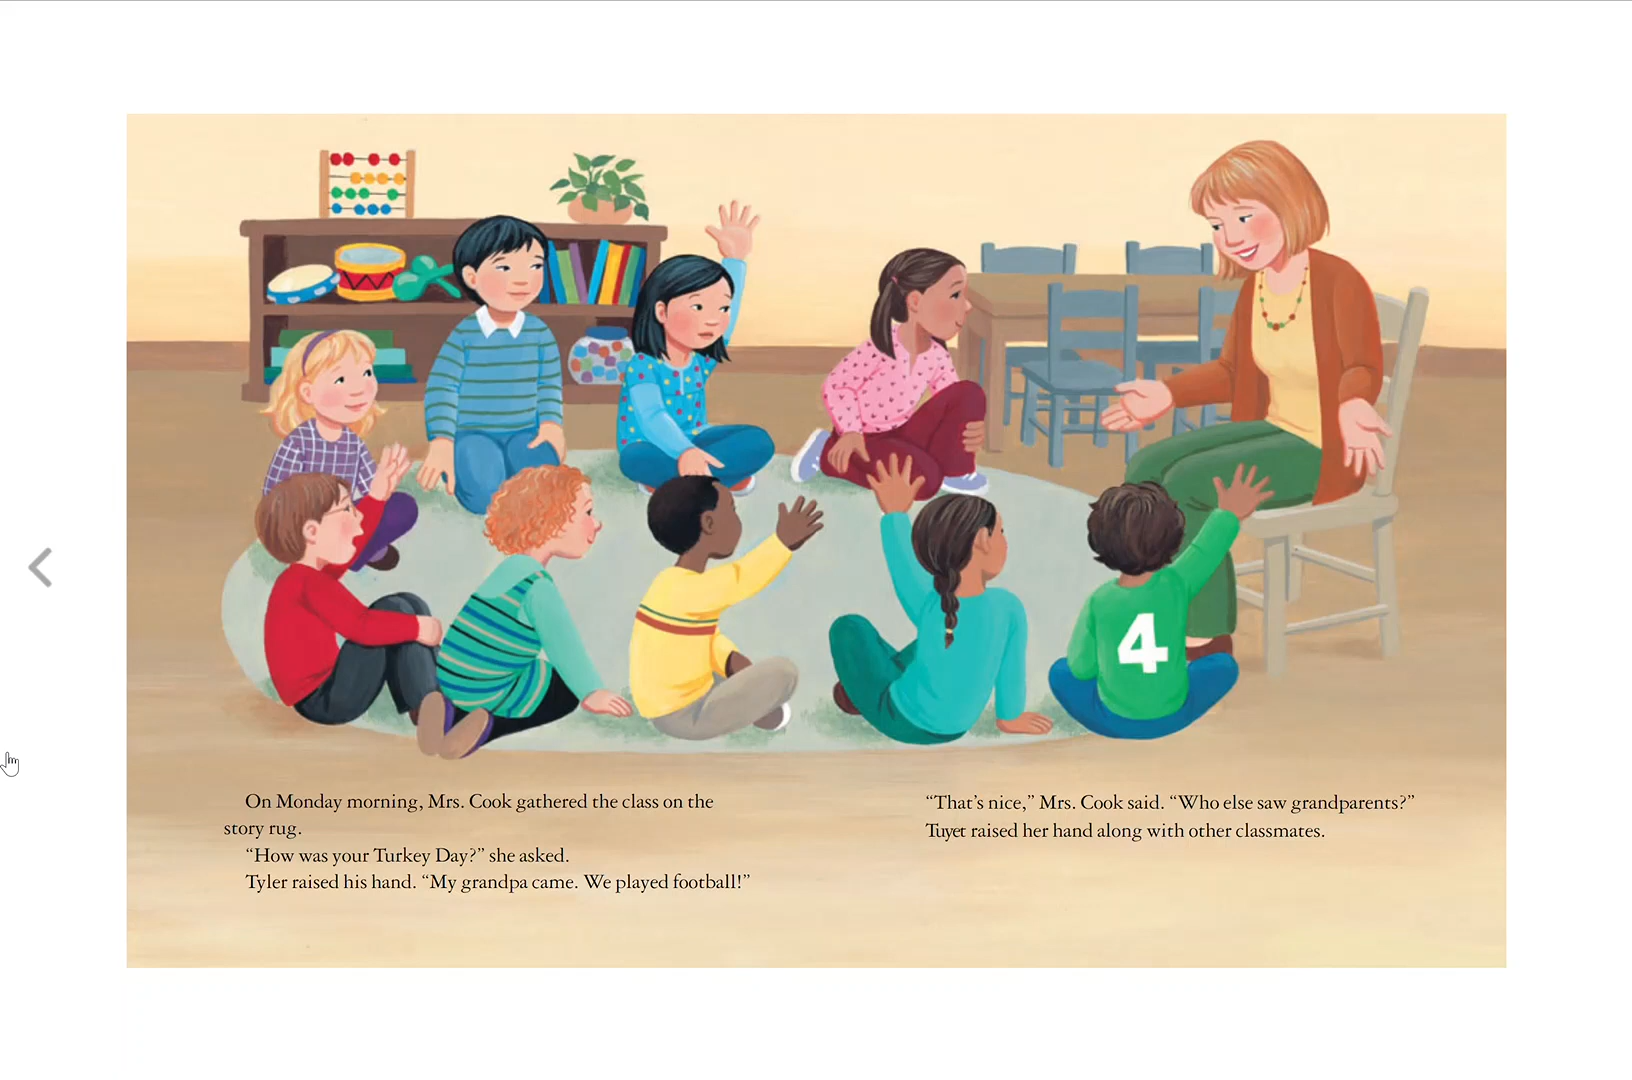 4
On Monday morning, Mrs. Cook gathered the class on the
story rug.
“How was your Turkey Day?” she asked.
Tyler raised his hand. “My grandpa came. We played football!”
“That’s nice,” Mrs. Cook said. “Who else saw grandparents?”
Tuyet raised her hand along with other classmates.